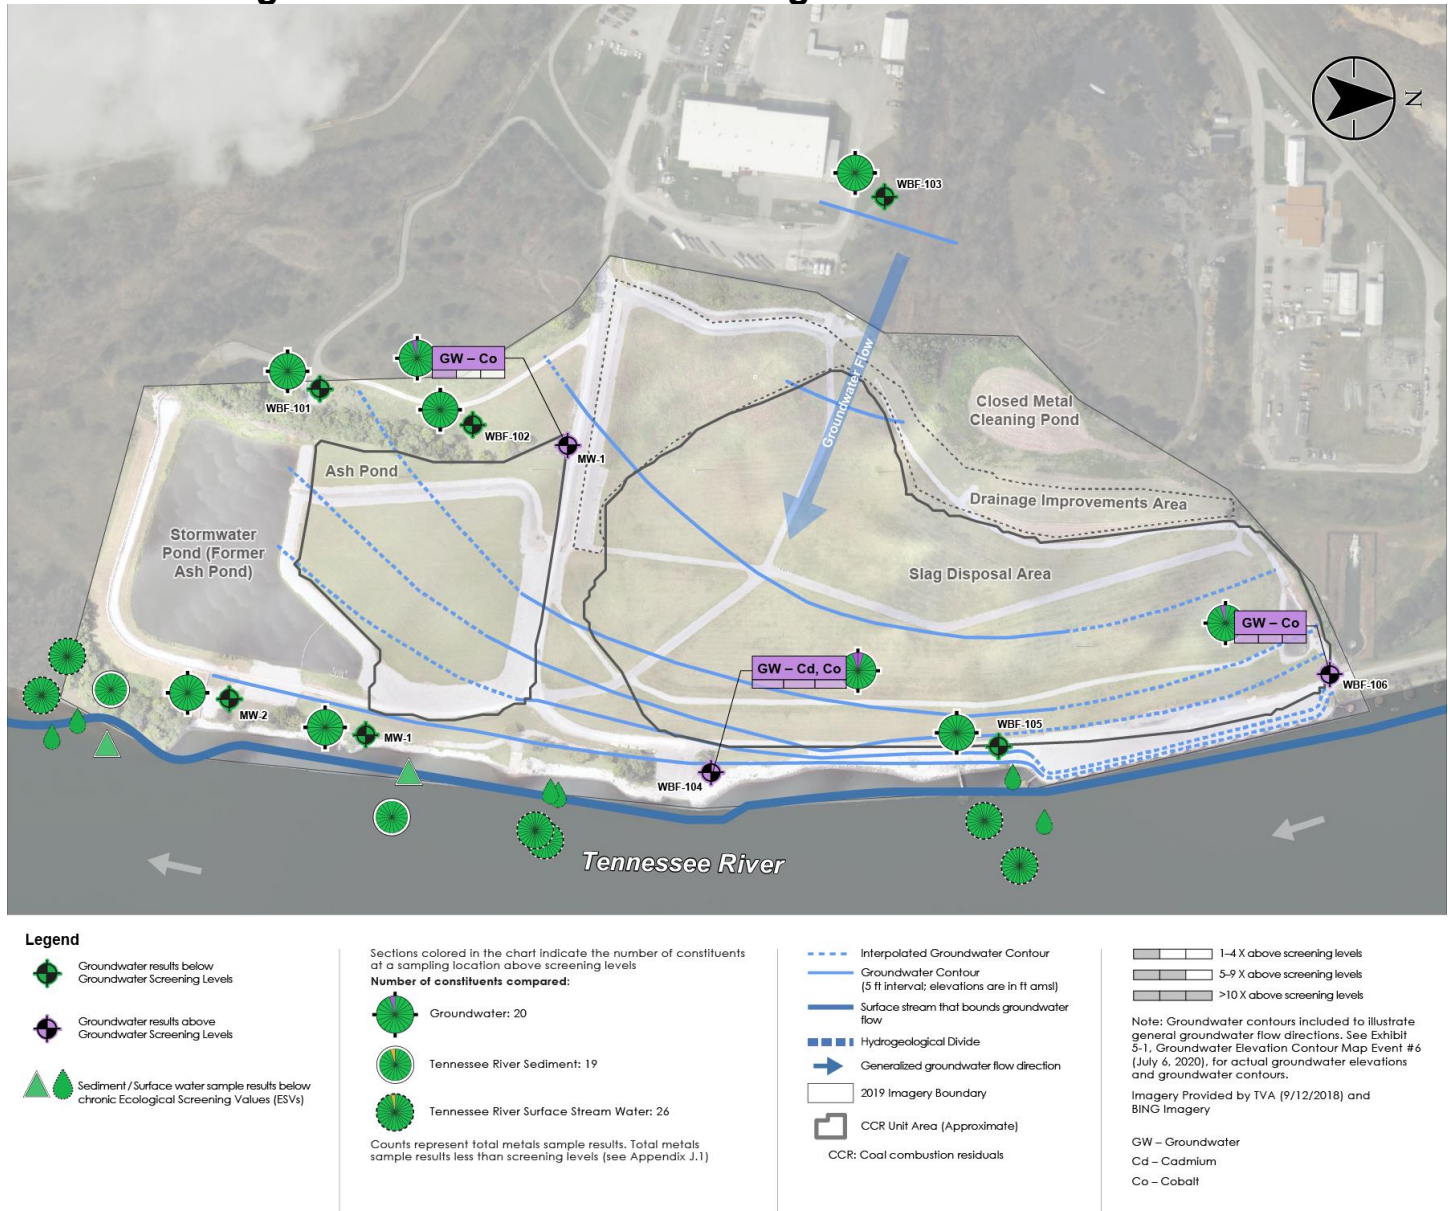 N
WBF-103
Groundwater Flow
GW – Co
WBF-101
WBF-102
MW-1
Closed Metal
Cleaning Pond
Ash Pond
Drainage Improvements Area
Stormwater
Pond (Former
Ash Pond)
Slag Disposal Area
GW – Co
GW – Cd, Co
WBF-106
MW-2
MW-1
WBF-105
WBF-104
Tennessee River
Legend
Groundwater results below
Groundwater Screening Levels
Groundwater results above
Groundwater Screening Levels
Sediment/Surface water sample results below
chronic Ecological Screening Values (ESVs)
Sections colored in the chart indicate the number of constituents
at a sampling location above screening levels
Number of constituents compared:
Groundwater: 20
Tennessee River Sediment: 19
Tennessee River Surface Stream Water: 26
Counts represent total metals sample results. Total metals
sample results less than screening levels (see Appendix J.1)
Interpolated Groundwater Contour
Groundwater Contour
(5 ft interval; elevations are in ft amsl)
Surface stream that bounds groundwater
flow
Hydrogeological Divide
Generalized groundwater flow direction
2019 Imagery Boundary
CCR Unit Area (Approximate)
CCR: Coal combustion residuals
1–4 X above screening levels
5–9 X above screening levels
>10 X above screening levels
Note: Groundwater contours included to illustrate
general groundwater flow directions. See Exhibit
5-1, Groundwater Elevation Contour Map Event #6
(July 6, 2020), for actual groundwater elevations
and groundwater contours.
Imagery Provided by TVA (9/12/2018) and
BING Imagery
GW – Groundwater
Cd – Cadmium
Co – Cobalt